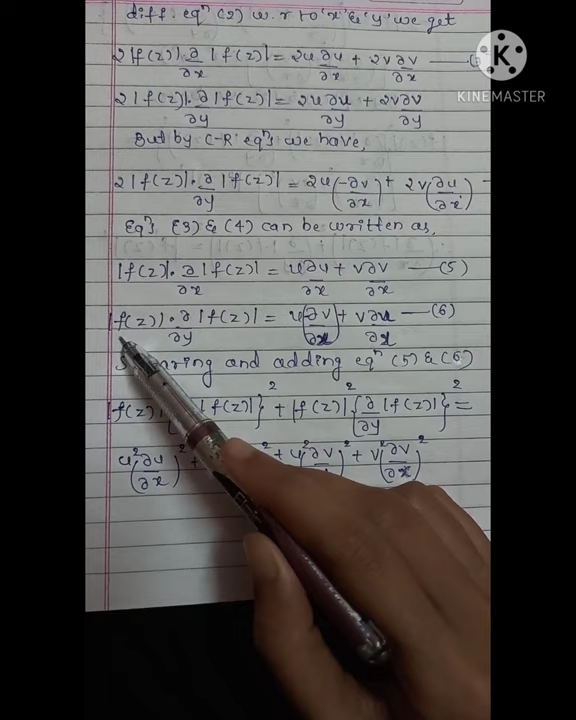 diff. eqⁿ (2) w.r to 'x' & 'y' we get
2|f(z)|·∂/∂x |f(z)| = 2u ∂u/∂x + 2v ∂v/∂x —
2|f(z)|·∂/∂y |f(z)| = 2u ∂u/∂y + 2v ∂v/∂y
But by C-R eqⁿs we have,
2|f(z)|·∂/∂y |f(z)| = 2u(-∂v/∂x) + 2v(∂u/∂x) —
Eqⁿs (3) & (4) can be written as,
|f(z)|·∂/∂x |f(z)| = u ∂u/∂x + v ∂v/∂x — (5)
|f(z)|·∂/∂y |f(z)| = u(-∂v/∂x) + v ∂u/∂x — (6)
and adding eqⁿ (5) & (6)
|f(z)| |f(z)|}² + |f(z)|² {∂/∂y |f(z)|}² =
u²(∂u/∂x)² + ² + u²(∂v/)² + v²(∂v/∂x)²
KINEMASTER